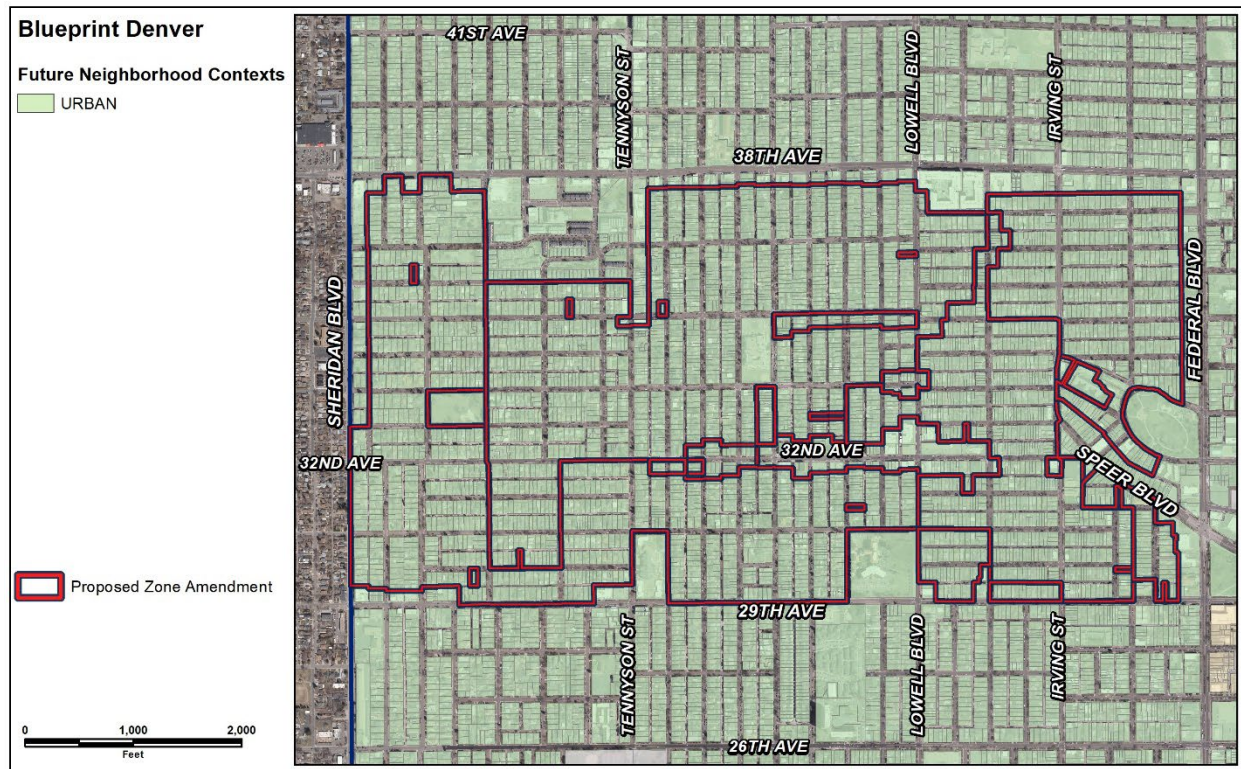 Blueprint Denver
Future Neighborhood Contexts
URBAN
Proposed Zone Amendment
0 1,000 2,000
Feet
41ST AVE
TENNYSON ST
LOWELL BLVD
IRVING ST
38TH AVE
SHERIDAN BLVD
FEDERAL BLVD
32ND AVE
32ND AVE
SPEER BLVD
29TH AVE
TENNYSON ST
LOWELL BLVD
IRVING ST
26TH AVE